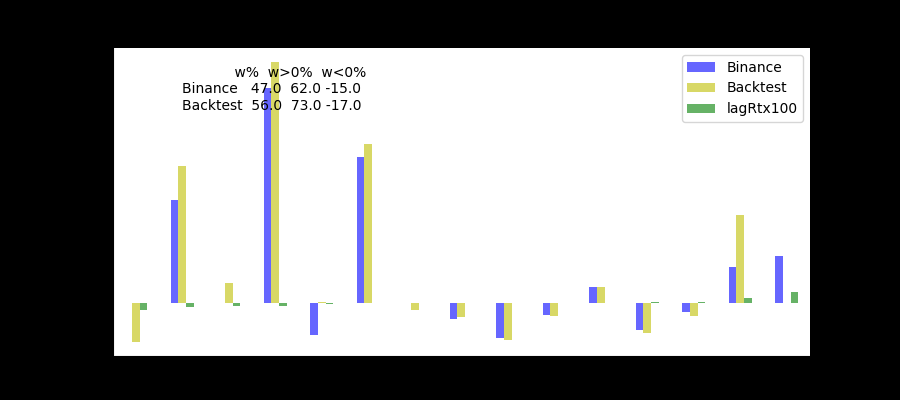 w% w>0% w<0%
Binance 47.0 62.0 -15.0
Backtest 56.0 73.0 -17.0
Binance
Backtest
lagRtx100